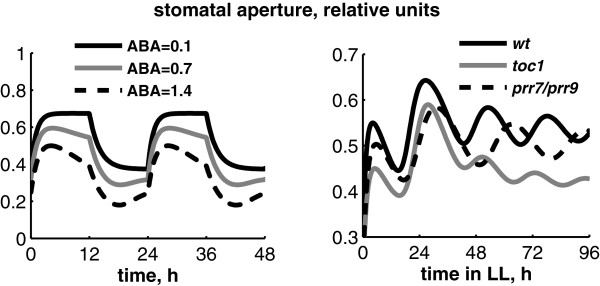 stomatal aperture, relative units
ABA=0.1
ABA=0.7
ABA=1.4
1
0.8
0.6
0.4
0.2
0
0 12 24 36 48
time, h
wt
toc1
prr7/prr9
0.7
0.6
0.5
0.4
0.3
0 24 48 72 96
time in LL, h